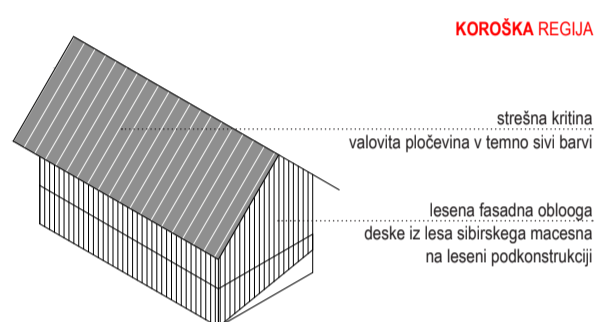 KOROŠKA REGIJA
strešna kritina
valovita pločevina v temno sivi barvi
lesena fasadna oblooga
deske iz lesa sibirskega macesna
na leseni podkonstrukciji